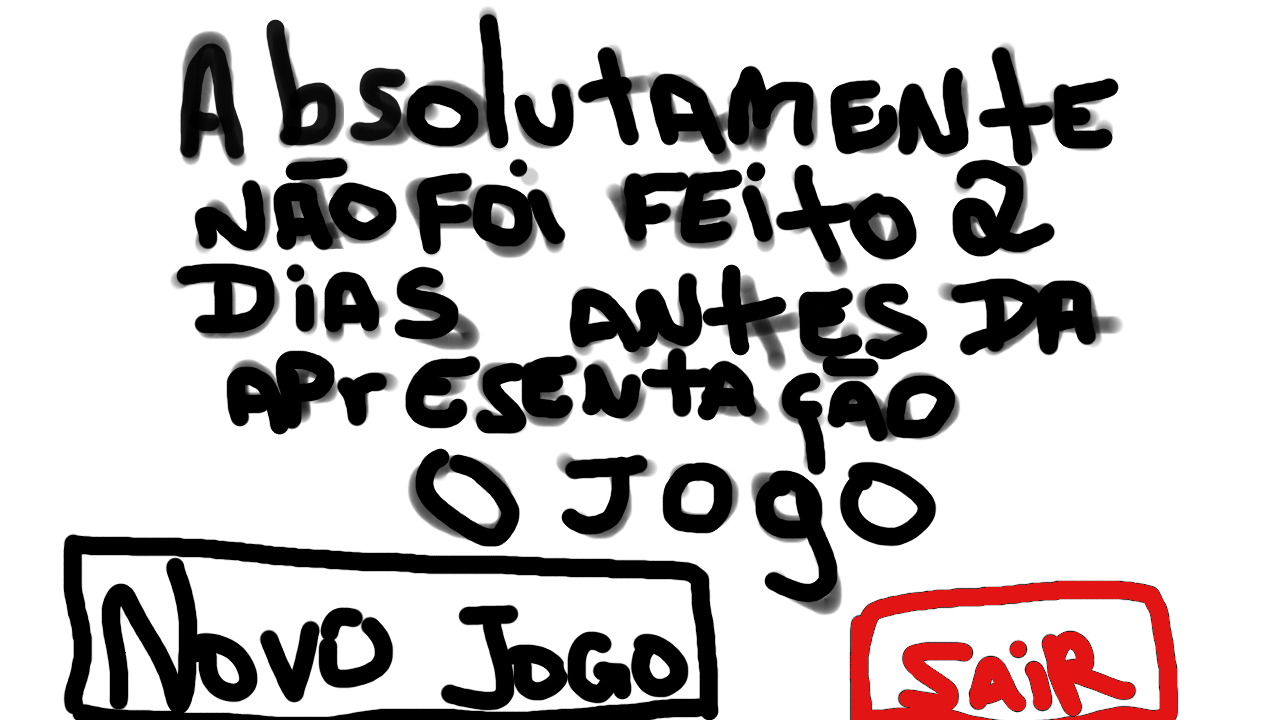 Absolutamente
NÃO FOi FEito 2
DiAS ANtES DA
APrESENtAÇÃO
O JOgO
NOVO JOGO
SAiR